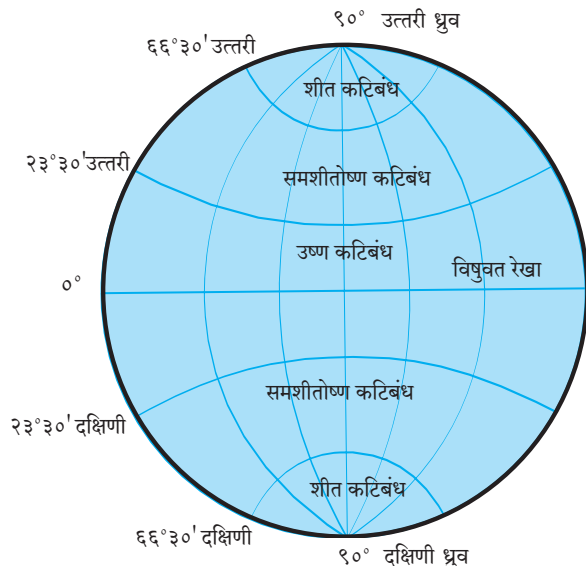 ९०° उत्तरी ध्रुव
६६°३०' उत्तरी
शीत कटिबंध
२३°३०'उत्तरी
समशीतोष्ण कटिबंध
उष्ण कटिबंध
विषुवत रेखा
०°
समशीतोष्ण कटिबंध
२३°३०' दक्षिणी
शीत कटिबंध
६६°३०' दक्षिणी
९०° दक्षिणी ध्रुव